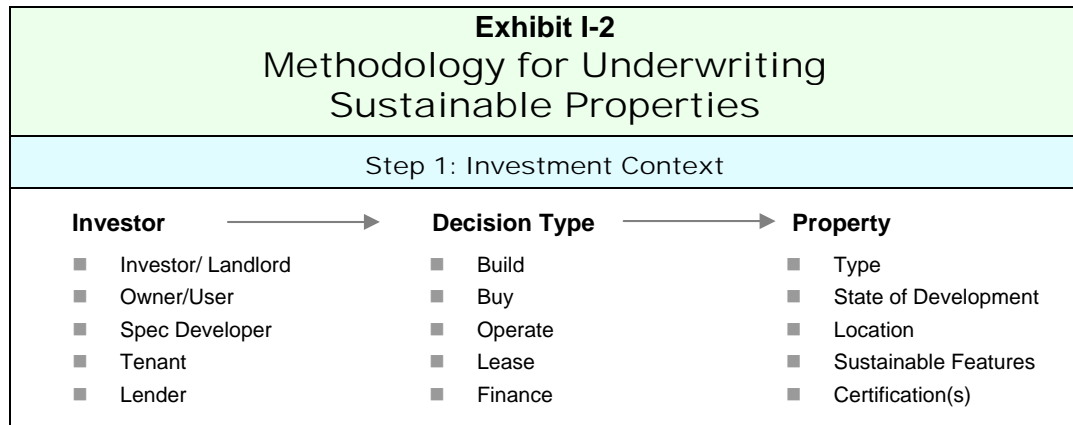 Exhibit I-2
Methodology for Underwriting
Sustainable Properties
Step 1: Investment Context
Investor
Investor/ Landlord
Owner/User
Spec Developer
Tenant
Lender
Decision Type
Build
Buy
Operate
Lease
Finance
Property
Type
State of Development
Location
Sustainable Features
Certification(s)